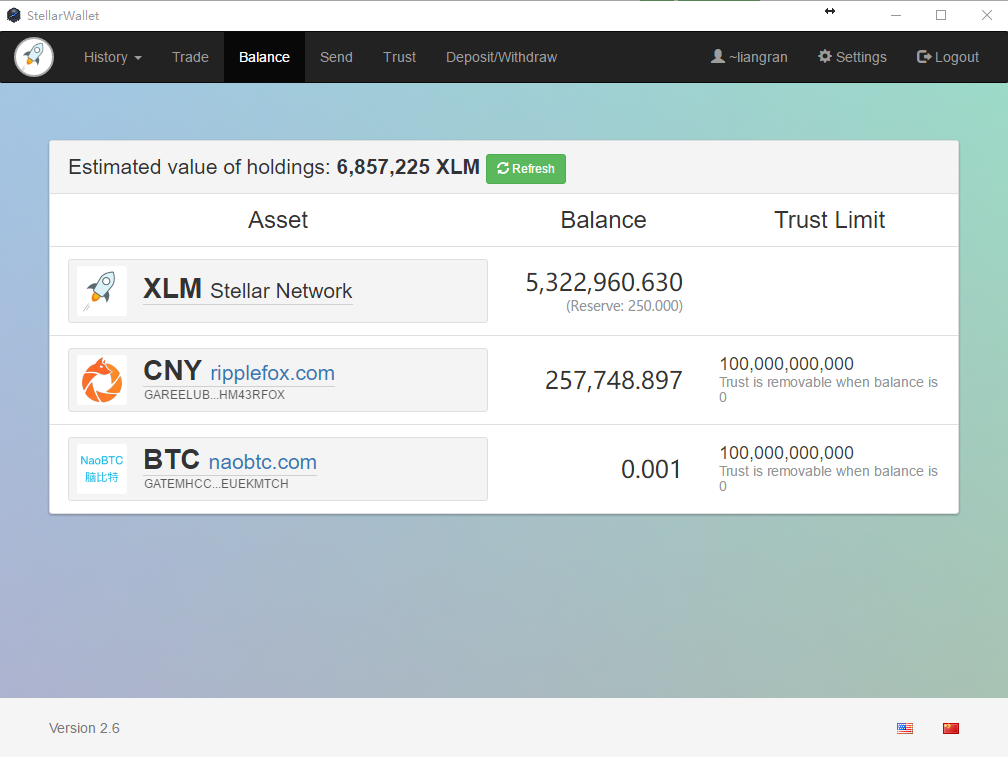 StellarWallet
History Trade Balance Send Trust Deposit/Withdraw ~liangran Settings Logout
Estimated value of holdings: 6,857,225 XLM Refresh
Asset Balance Trust Limit
XLM Stellar Network
5,322,960.630
(Reserve: 250.000)
CNY ripplefox.com
GAREELUB...HM43RFOX
257,748.897
100,000,000,000
Trust is removable when balance is
0
NaoBTC
脑比特
BTC naobtc.com
GATEMHCC...EUEKMTCH
0.001
100,000,000,000
Trust is removable when balance is
0
Version 2.6